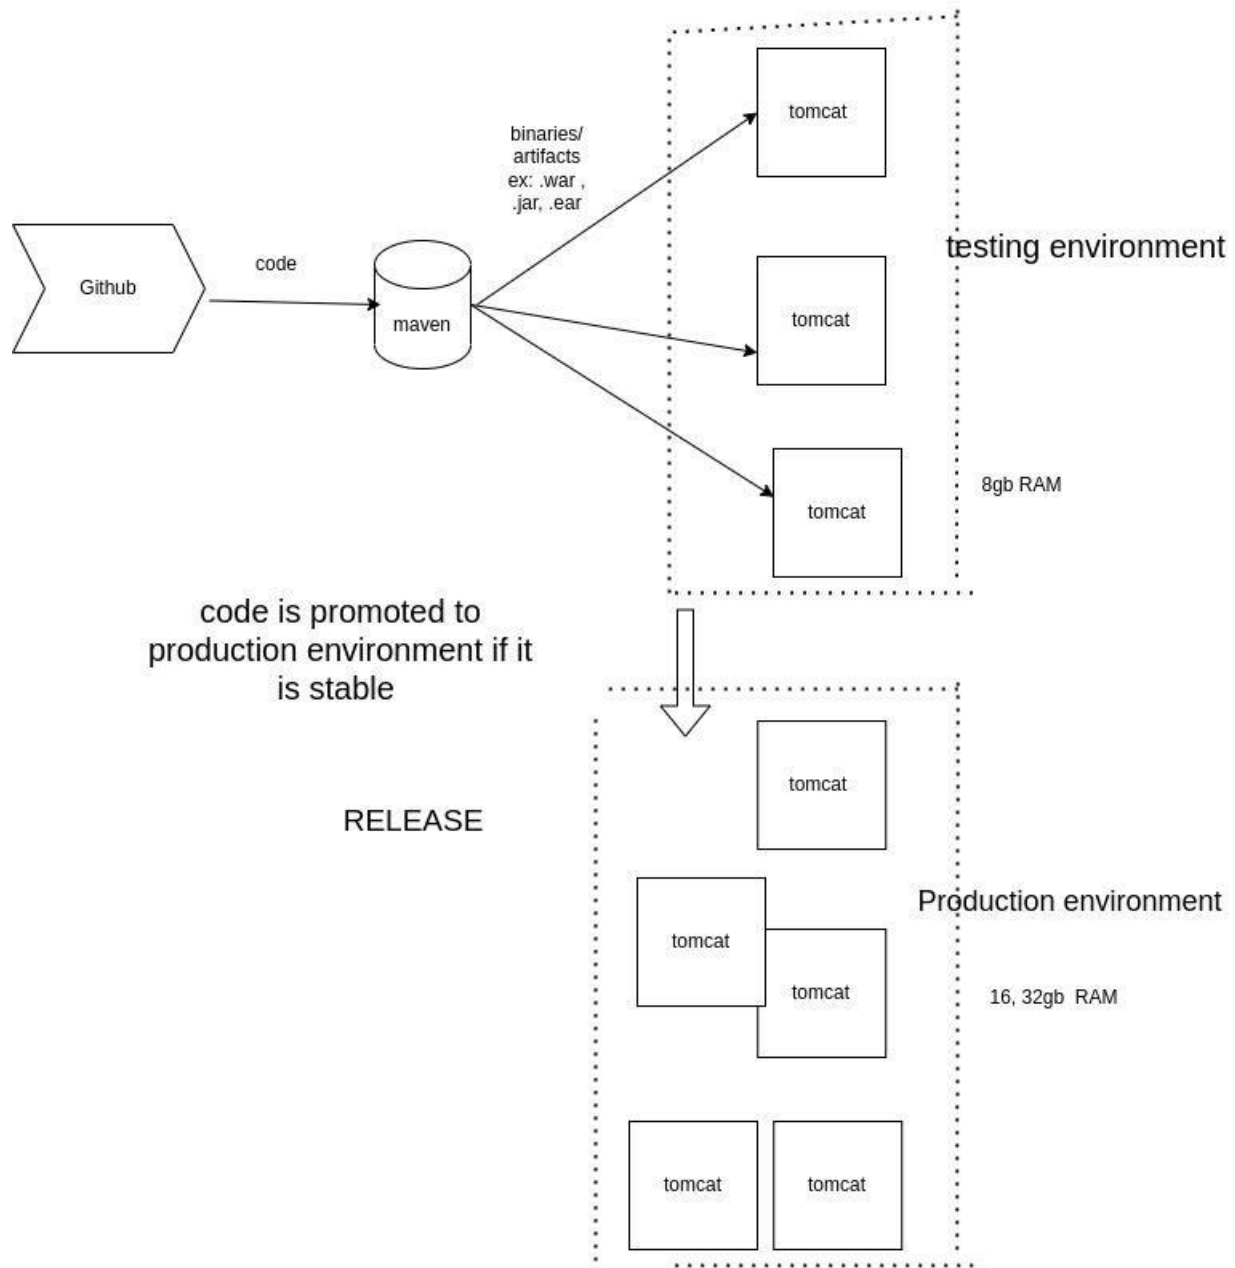 tomcat
binaries/
artifacts
ex: .war ,
.jar, .ear
testing environment
code
Github
maven
tomcat
8gb RAM
tomcat
code is promoted to
production environment if it
is stable
tomcat
RELEASE
Production environment
tomcat
tomcat
16, 32gb  RAM
tomcat
tomcat